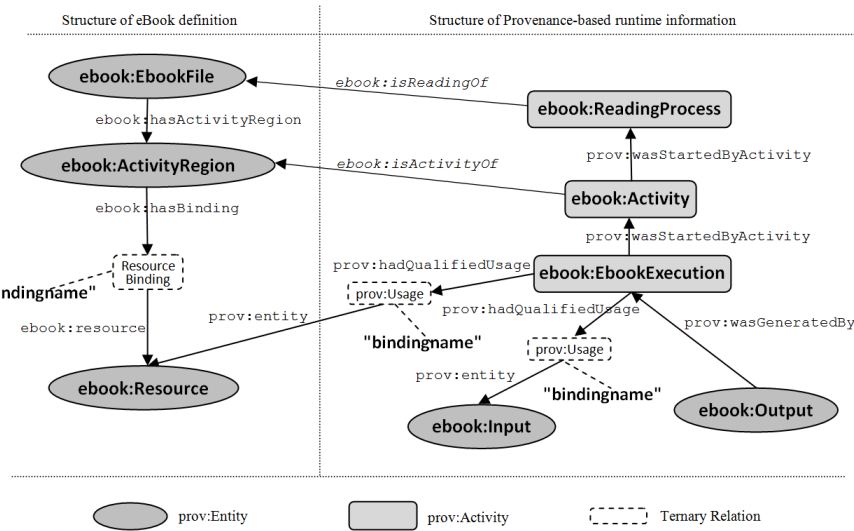 Structure of eBook definition
Structure of Provenance-based runtime information
ebook:EbookFile
ebook:isReadingOf
ebook:ReadingProcess
ebook:hasActivityRegion
prov:wasStartedByActivity
ebook:ActivityRegion
ebook:isActivityOf
ebook:Activity
ebook:hasBinding
prov:wasStartedByActivity
Resource
Binding
prov:hadQualifiedUsage
ebook:EbookExecution
ndingname"
prov:Usage
prov:hadQualifiedUsage
ebook:resource
prov:entity
prov:wasGeneratedBy
"bindingname"
prov:Usage
prov:entity
ebook:Resource
"bindingname"
ebook:Input
ebook:Output
prov:Entity
prov:Activity
Ternary Relation